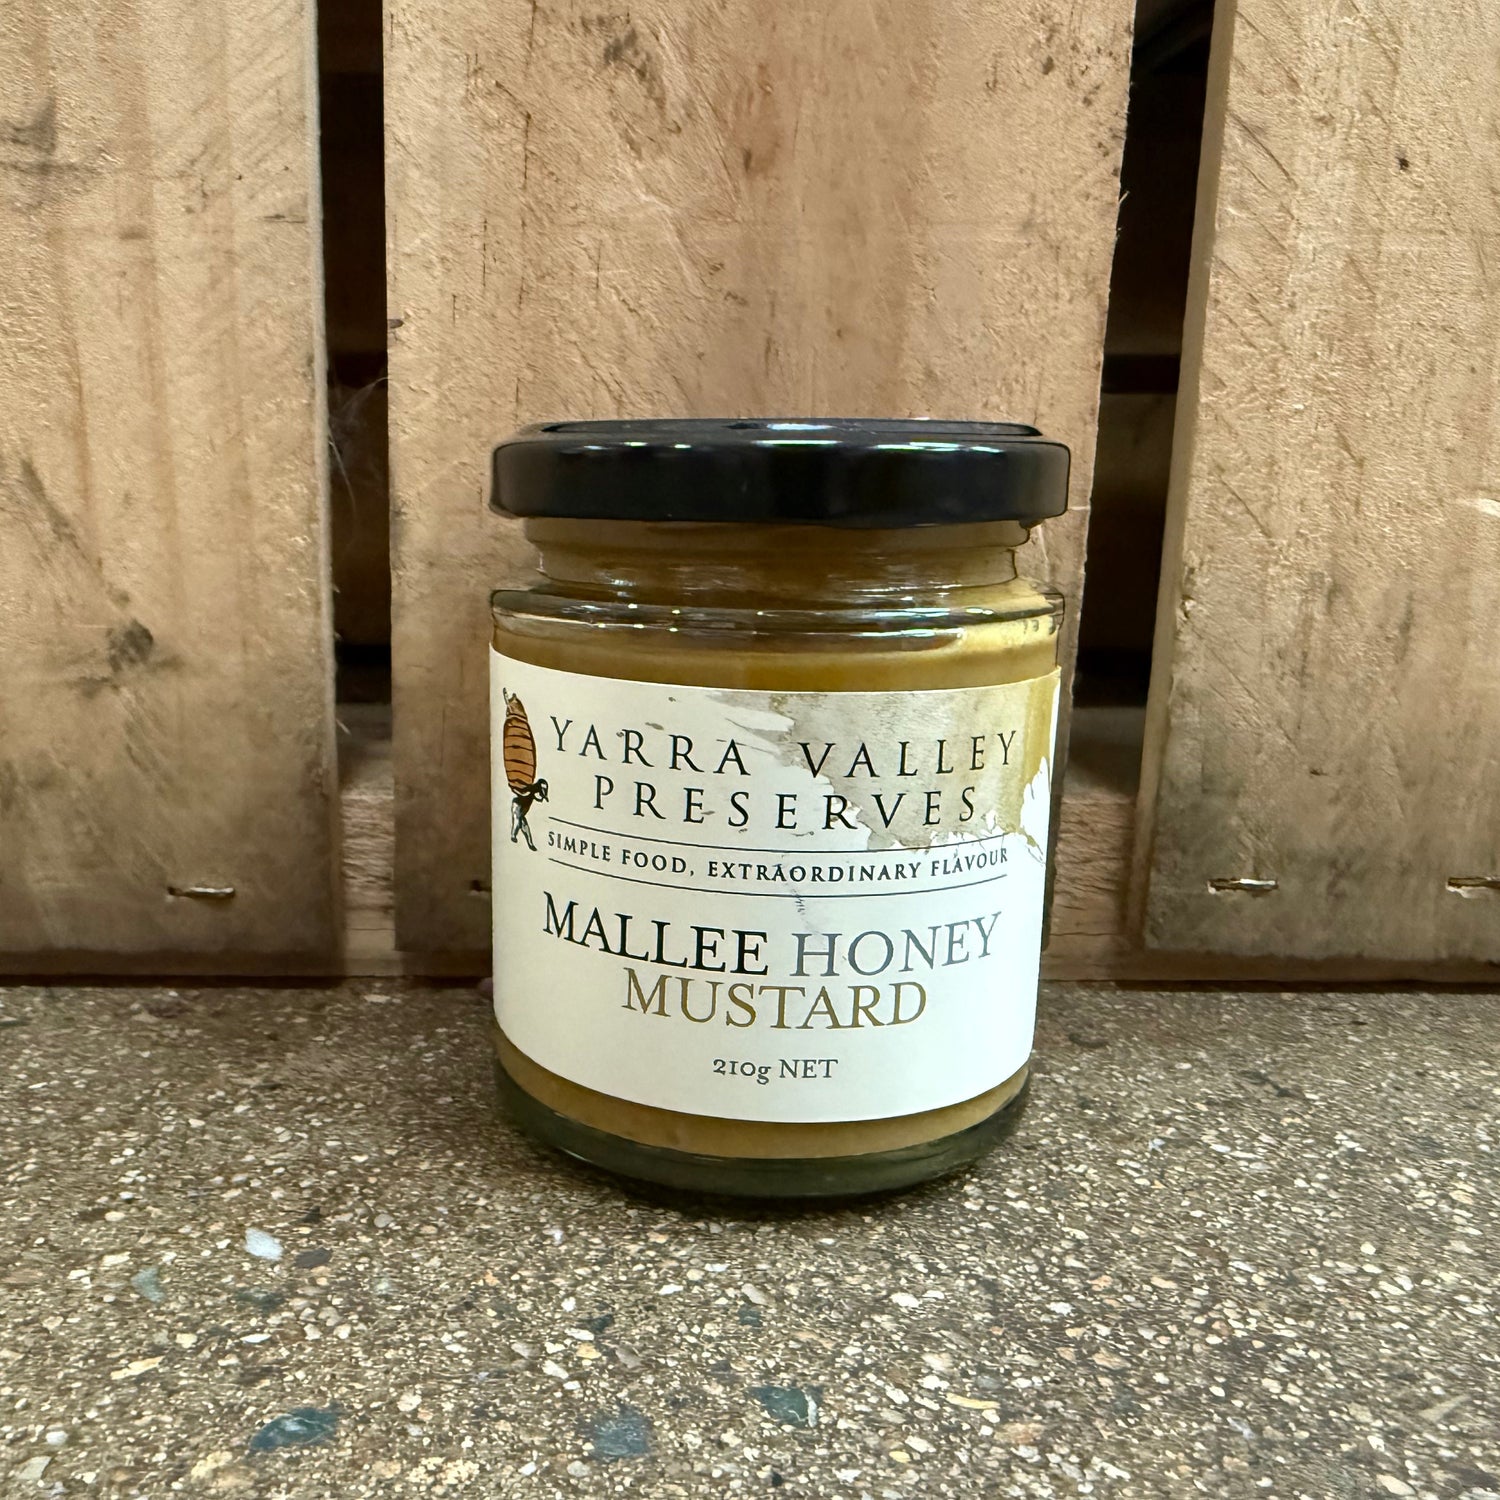 YARRA VALLEY
PRESERVES
SIMPLE FOOD, EXTRAORDINARY FLAVOUR
MALLEE HONEY
MUSTARD
210g NET